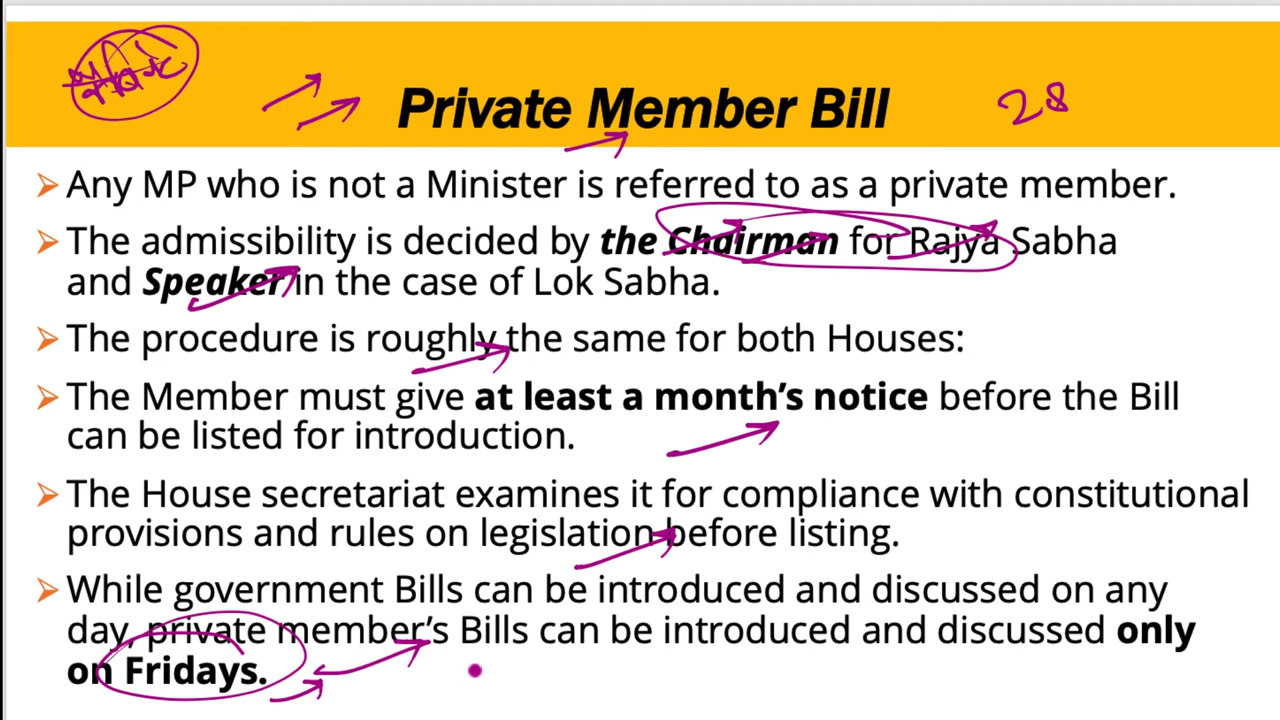 Private Member Bill
28
➢ Any MP who is not a Minister is referred to as a private member.
➢ The admissibility is decided by the Chairman for Rajya Sabha
and Speaker in the case of Lok Sabha.
➢ The procedure is roughly the same for both Houses:
➢ The Member must give at least a month's notice before the Bill
can be listed for introduction.
➢ The House secretariat examines it for compliance with constitutional
provisions and rules on legislation before listing.
➢ While government Bills can be introduced and discussed on any
day, private member's Bills can be introduced and discussed only
on Fridays.